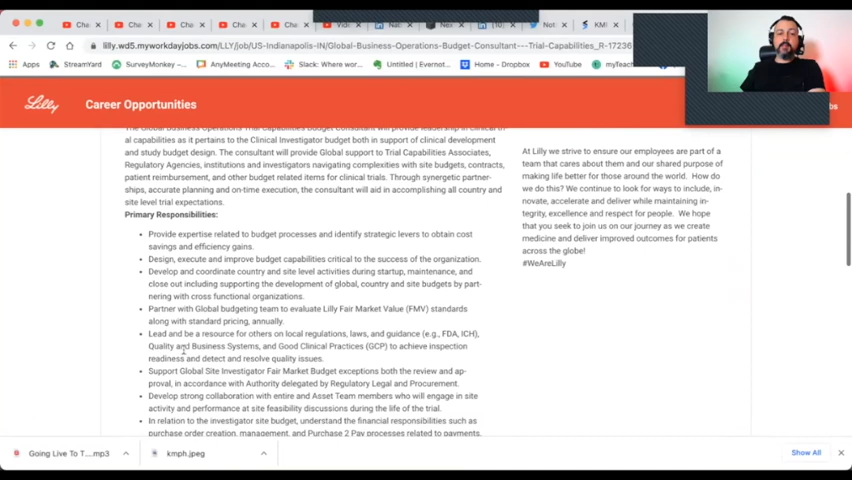 Ch
Ch
Ch
Ch
Ch
Vide
Nat
Nex
(10
Not
KM
lilly.wd5.myworkdayjobs.com/LLY/job/US-Indianapolis-IN/Global-Business-Operations-Budget-Consultant---Trial-Capabilities_R-17236
Apps
StreamYard
SurveyMonkey -...
AnyMeeting Acco...
Slack: Where wor...
Untitled | Evernot...
Home - Dropbox
YouTube
myTeach
Lilly
Career Opportunities
bs
The Global Business Operations Trial Capabilities Budget Consultant will provide leadership in clinical tri-
al capabilities as it pertains to the Clinical Investigator budget both in support of clinical development
and study budget design. The consultant will provide Global support to Trial Capabilities Associates,
Regulatory Agencies, institutions and investigators navigating complexities with site budgets, contracts,
patient reimbursement, and other budget related items for clinical trials. Through synergetic partner-
ships, accurate planning and on-time execution, the consultant will aid in accomplishing all country and
site level trial expectations.
Primary Responsibilities:
• Provide expertise related to budget processes and identify strategic levers to obtain cost
savings and efficiency gains.
• Design, execute and improve budget capabilities critical to the success of the organization.
• Develop and coordinate country and site level activities during startup, maintenance, and
close out including supporting the development of global, country and site budgets by part-
nering with cross functional organizations.
• Partner with Global budgeting team to evaluate Lilly Fair Market Value (FMV) standards
along with standard pricing, annually.
• Lead and be a resource for others on local regulations, laws, and guidance (e.g., FDA, ICH),
Quality and Business Systems, and Good Clinical Practices (GCP) to achieve inspection
readiness and detect and resolve quality issues.
• Support Global Site Investigator Fair Market Budget exceptions both the review and ap-
proval, in accordance with Authority delegated by Regulatory Legal and Procurement.
• Develop strong collaboration with entire and Asset Team members who will engage in site
activity and performance at site feasibility discussions during the life of the trial.
• In relation to the investigator site budget, understand the financial responsibilities such as
purchase order creation, management, and Purchase 2 Pay processes related to payments.
At Lilly we strive to ensure our employees are part of a
team that cares about them and our shared purpose of
making life better for those around the world. How do
we do this? We continue to look for ways to include, in-
novate, accelerate and deliver while maintaining in-
tegrity, excellence and respect for people. We hope
that you seek to join us on our journey as we create
medicine and deliver improved outcomes for patients
across the globe!
#WeAreLilly
Going Live To T....mp3
kmph.jpeg
Show All